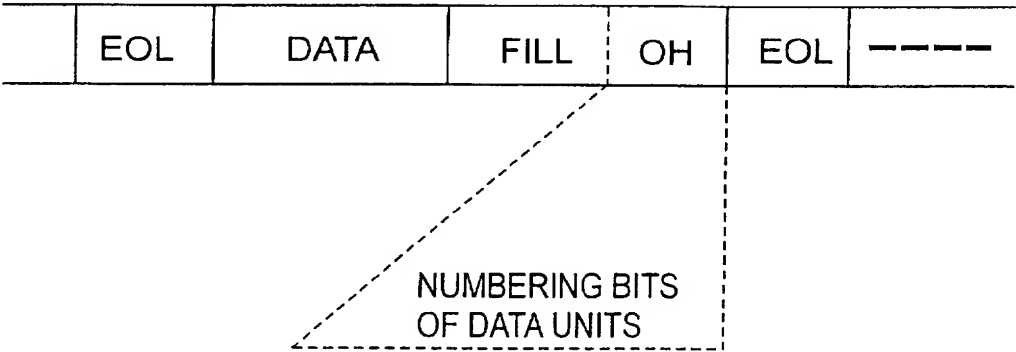 EOL DATA FILL OH EOL ----
NUMBERING BITS
OF DATA UNITS